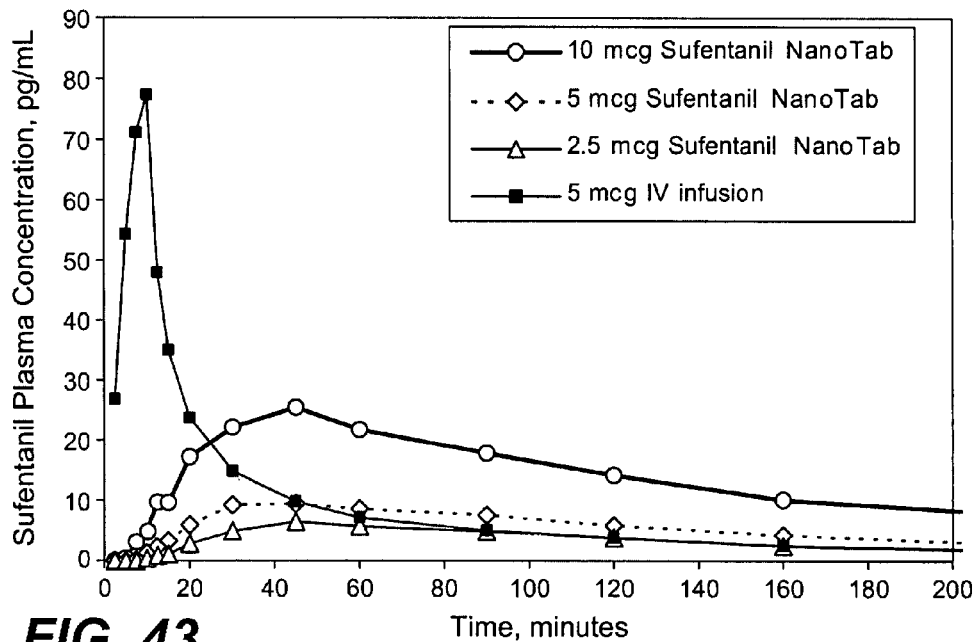 90
80
70
60
50
40
30
20
10
0
Sufentanil Plasma Concentration, pg/mL
10 mcg Sufentanil NanoTab
5 mcg Sufentanil NanoTab
2.5 mcg Sufentanil NanoTab
5 mcg IV infusion
0 20 40 60 80 100 120 140 160 180 200
Time, minutes
FIG. 43